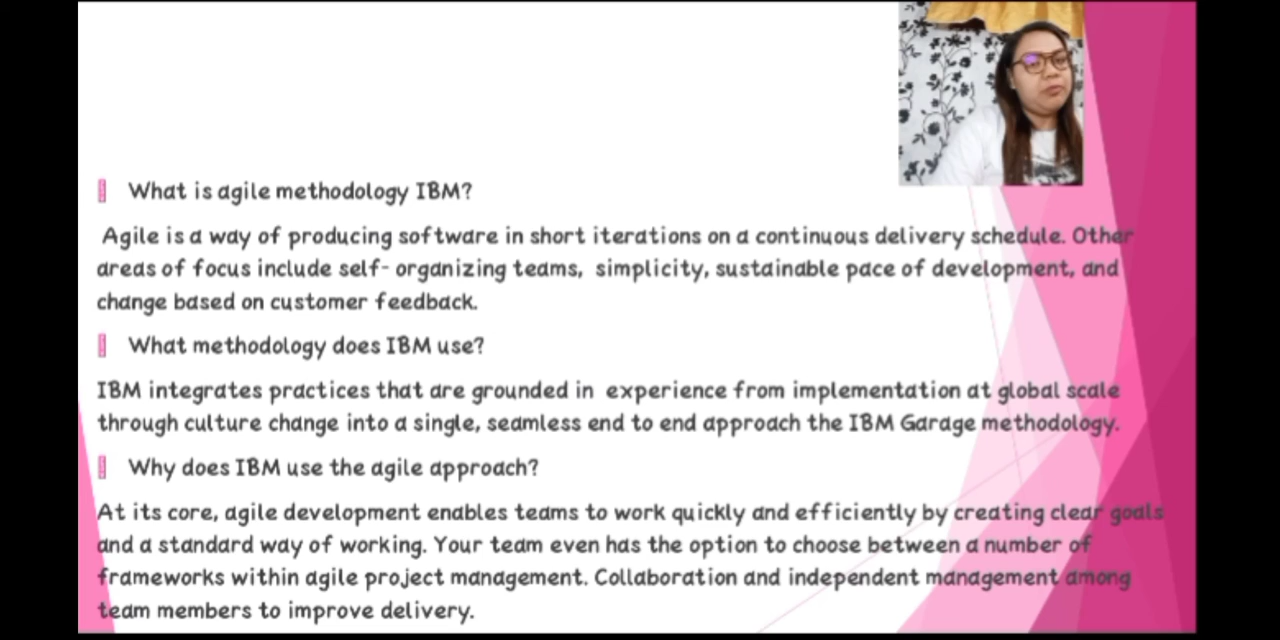 What is agile methodology IBM?
Agile is a way of producing software in short iterations on a continuous delivery schedule. Other
areas of focus include self- organizing teams, simplicity, sustainable pace of development, and
change based on customer feedback.
What methodology does IBM use?
IBM integrates practices that are grounded in experience from implementation at global scale
through culture change into a single, seamless end to end approach the IBM Garage methodology.
Why does IBM use the agile approach?
At its core, agile development enables teams to work quickly and efficiently by creating clear goals
and a standard way of working. Your team even has the option to choose between a number of
frameworks within agile project management. Collaboration and independent management among
team members to improve delivery.